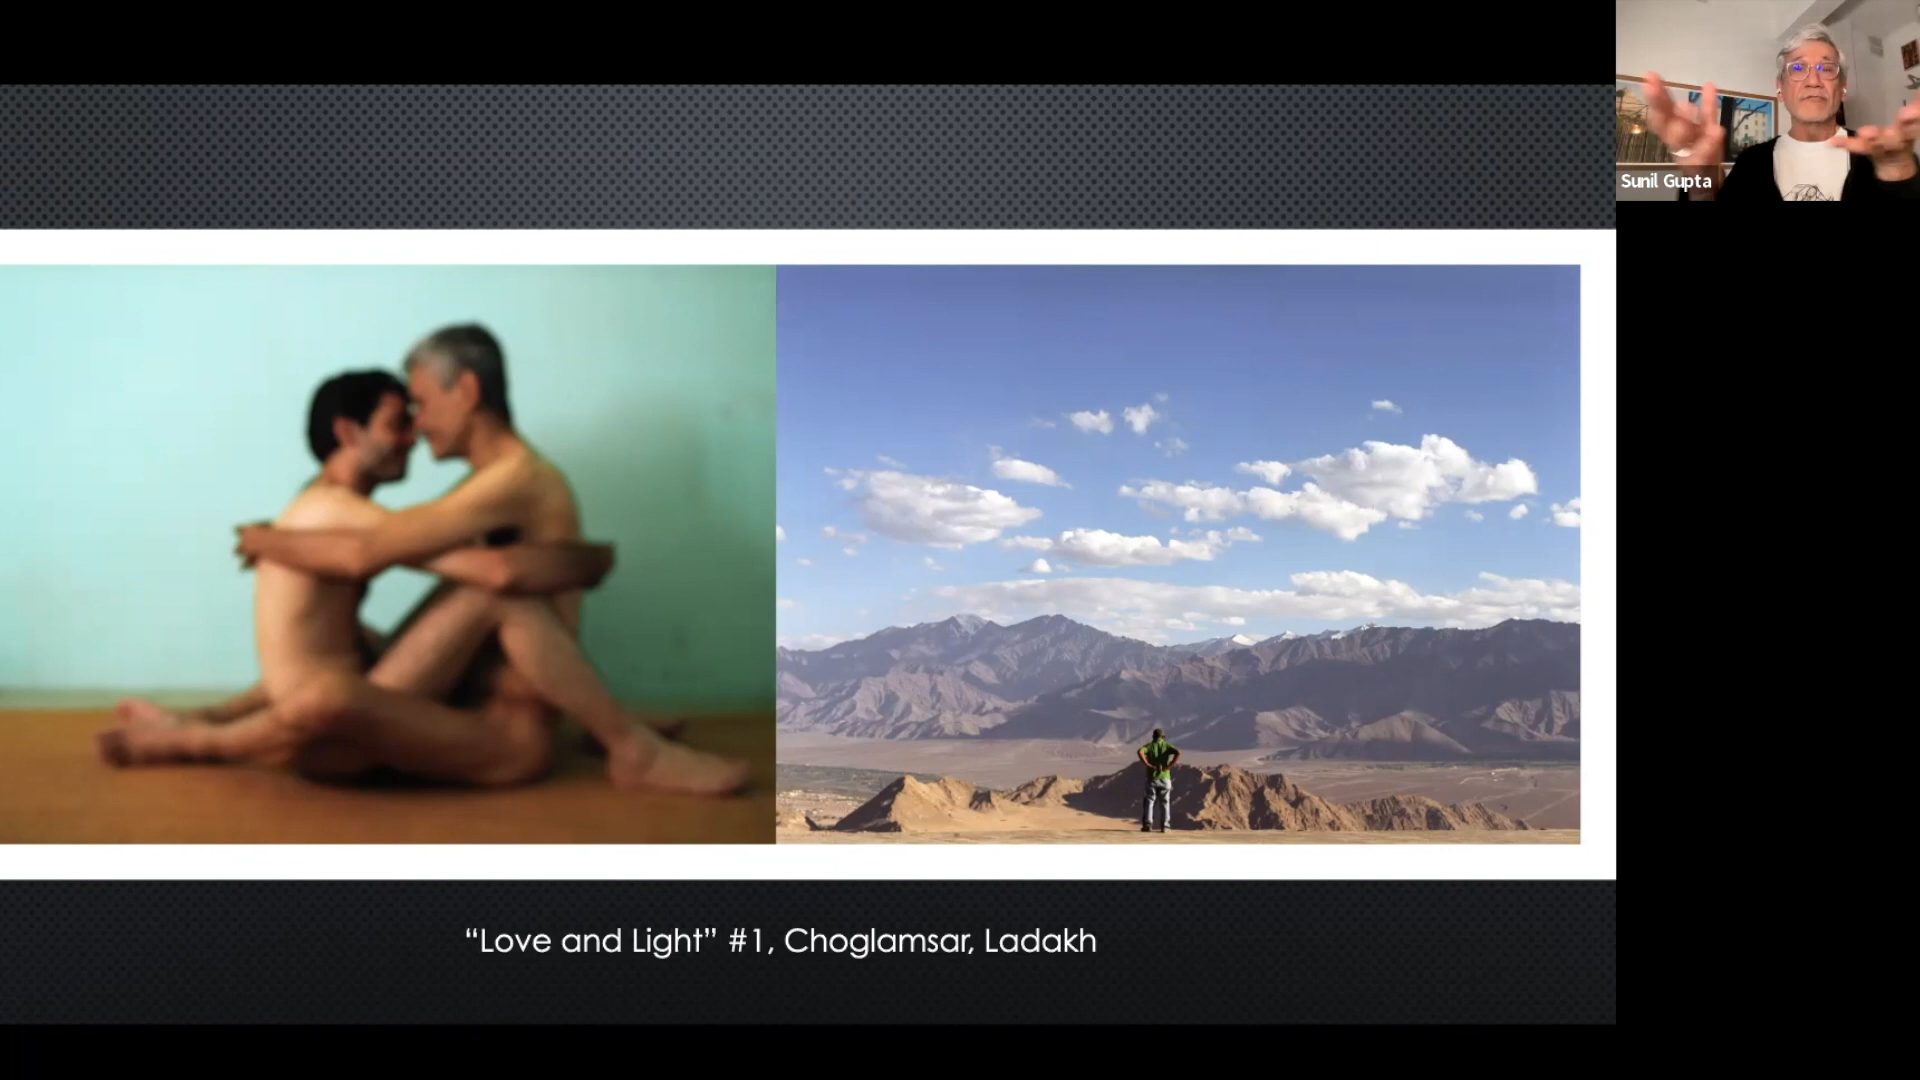 Sunil Gupta
“Love and Light” #1, Choglamsar, Ladakh